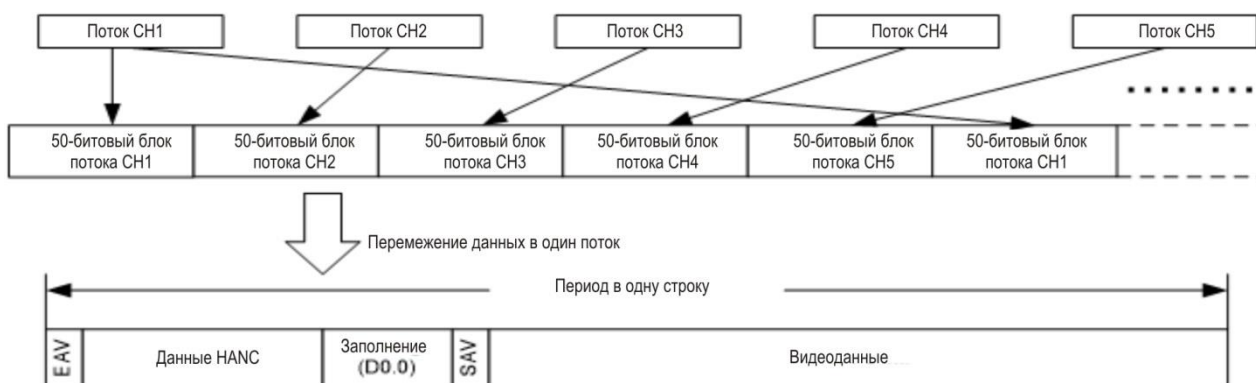 Поток CH1
Поток CH2
Поток CH3
Поток CH4
Поток CH5
50-битовый блок
потока CH1
50-битовый блок
потока CH2
50-битовый блок
потока CH3
50-битовый блок
потока CH4
50-битовый блок
потока CH5
50-битовый блок
потока CH1
Перемежение данных в один поток
Период в одну строку
EAV
Данные HANC
Заполнение
(D0.0)
SAV
Видеоданные